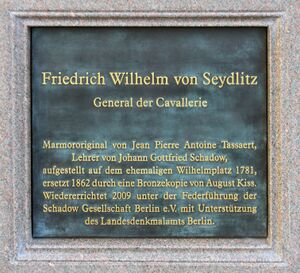 Friedrich Wilhelm von Seydlitz
General der Cavallerie
Marmororiginal von Jean Pierre Antoine Tassaert,
Lehrer von Johann Gottfried Schadow,
aufgestellt auf dem ehemaligen Wilhelmplatz 1781,
ersetzt 1862 durch eine Bronzekopie von August Kiss.
Wiedererrichtet 2009 unter der Federführung der
Schadow Gesellschaft Berlin e.V. mit Unterstützung
des Landesdenkmalamts Berlin.